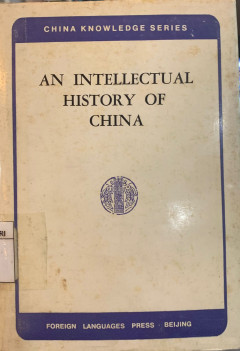 CHINA KNOWLEDGE SERIES
AN INTELLECTUAL
HISTORY OF
CHINA
FOREIGN LANGUAGES PRESS · BEIJING